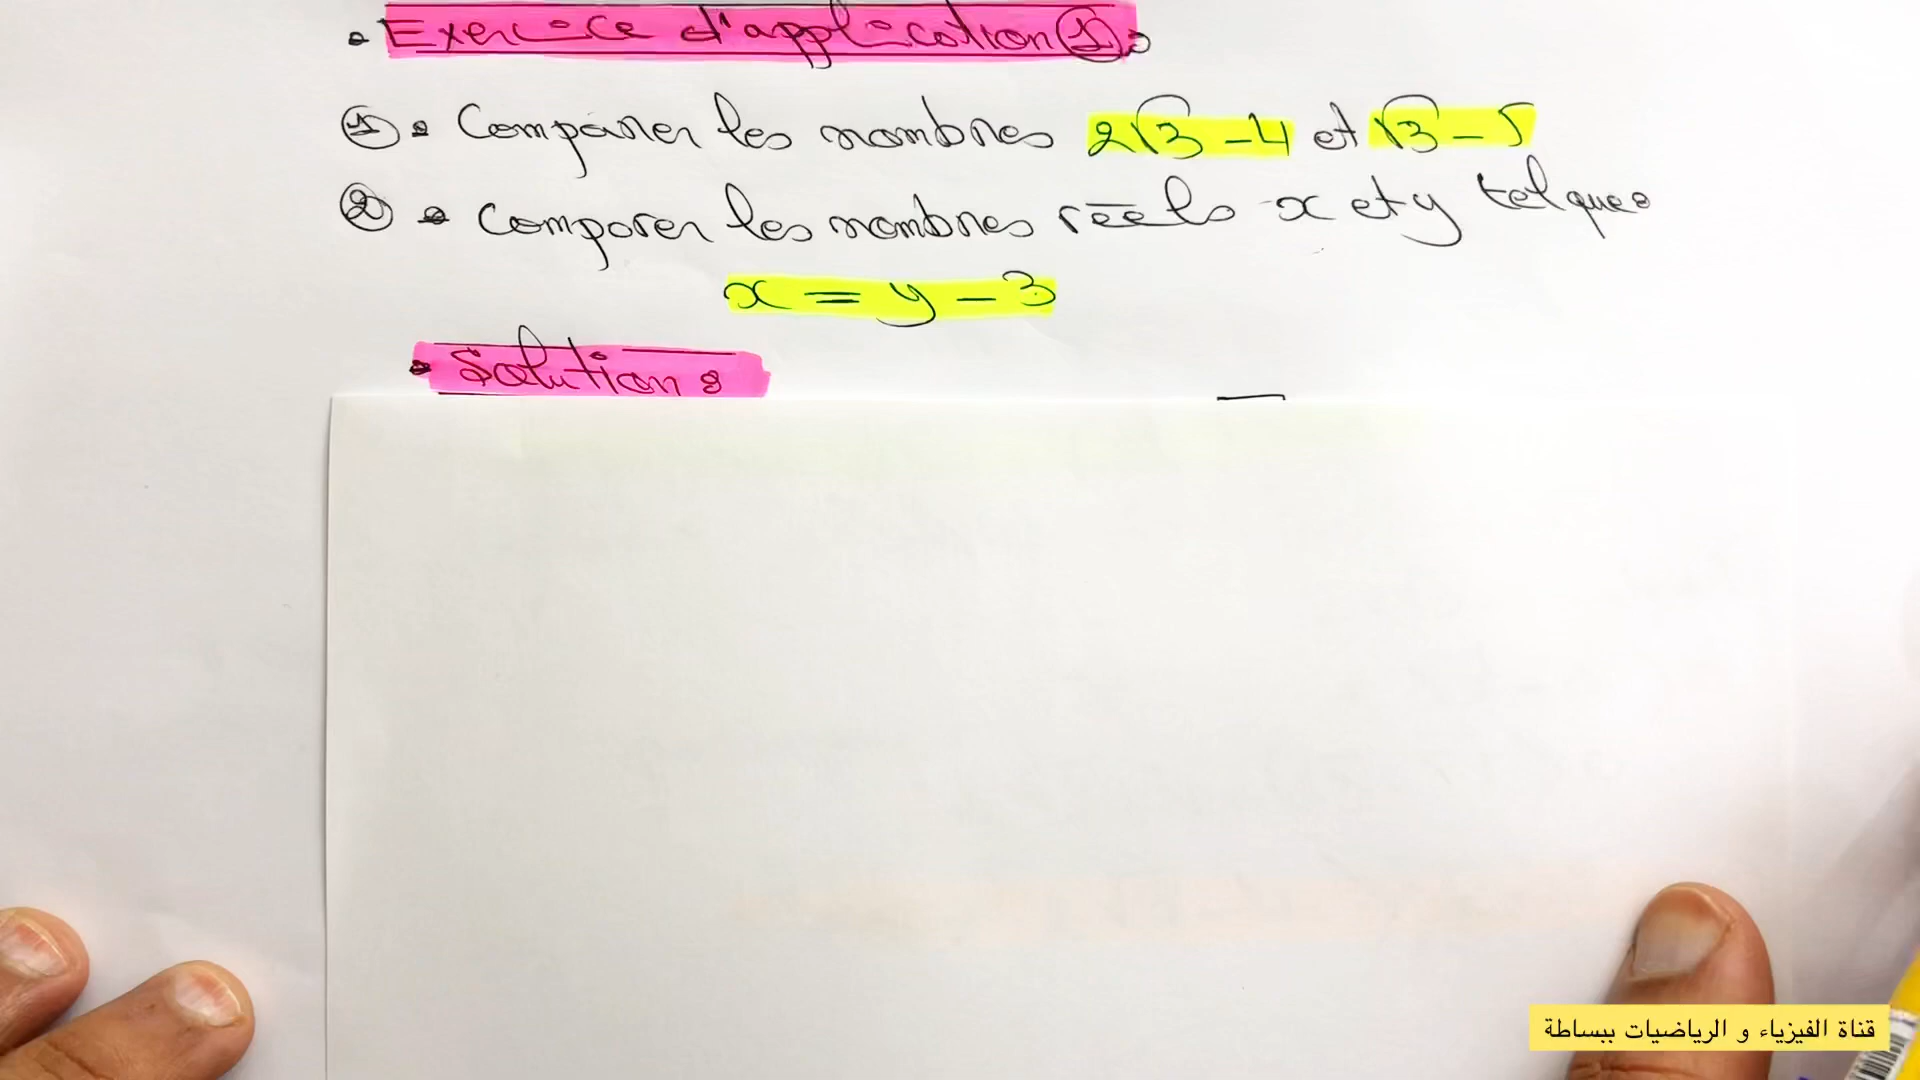 • Exercice d'application ①:
①• Comparer les nombres 2√3 - 4 et √3 - 5
②• Comparer les nombres réels x et y tel que:
x = y - 3
• Solution:
قناة الفيزياء و الرياضيات ببساطة